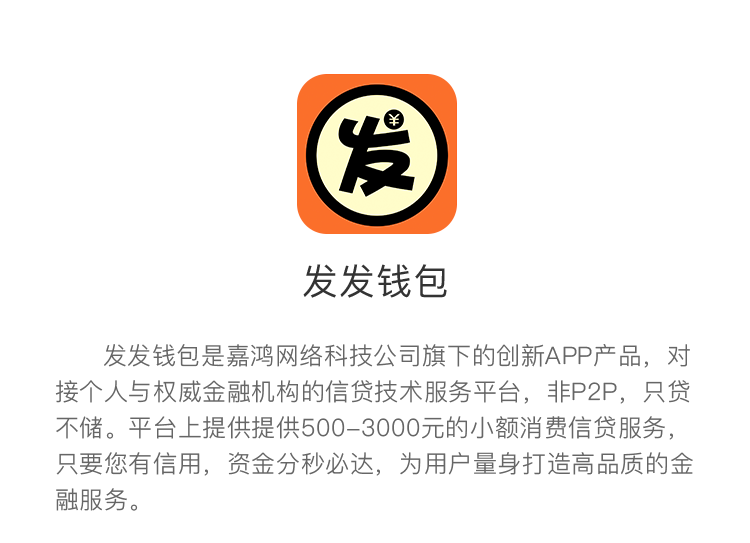 发
¥
发发钱包
发发钱包是嘉鸿网络科技公司旗下的创新APP产品，对
接个人与权威金融机构的信贷技术服务平台，非P2P，只贷
不储。平台上提供提供500-3000元的小额消费信贷服务，
只要您有信用，资金分秒必达，为用户量身打造高品质的金
融服务。